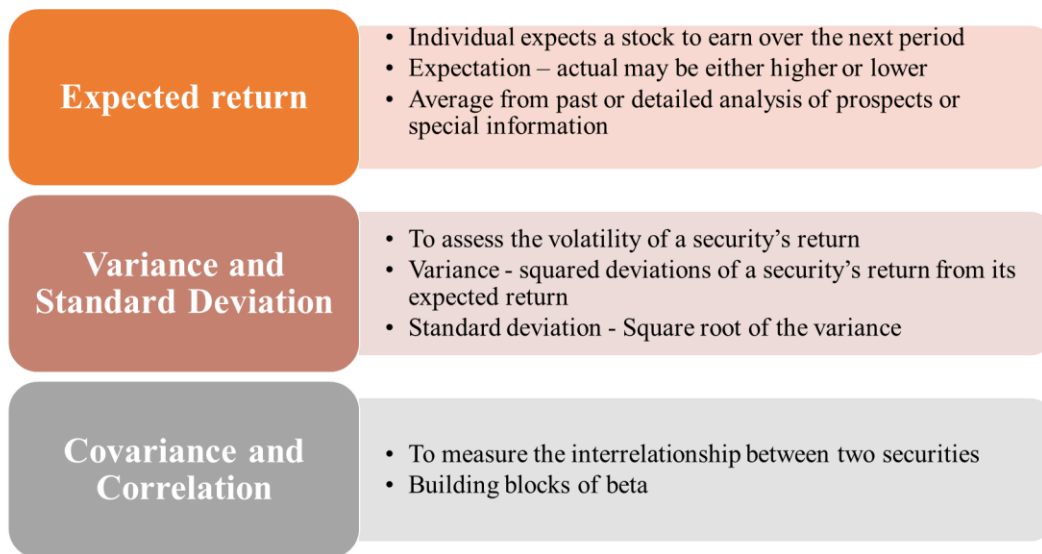 Expected return
• Individual expects a stock to earn over the next period
• Expectation – actual may be either higher or lower
• Average from past or detailed analysis of prospects or
special information
Variance and
Standard Deviation
• To assess the volatility of a security’s return
• Variance - squared deviations of a security’s return from its
expected return
• Standard deviation - Square root of the variance
Covariance and
Correlation
• To measure the interrelationship between two securities
• Building blocks of beta